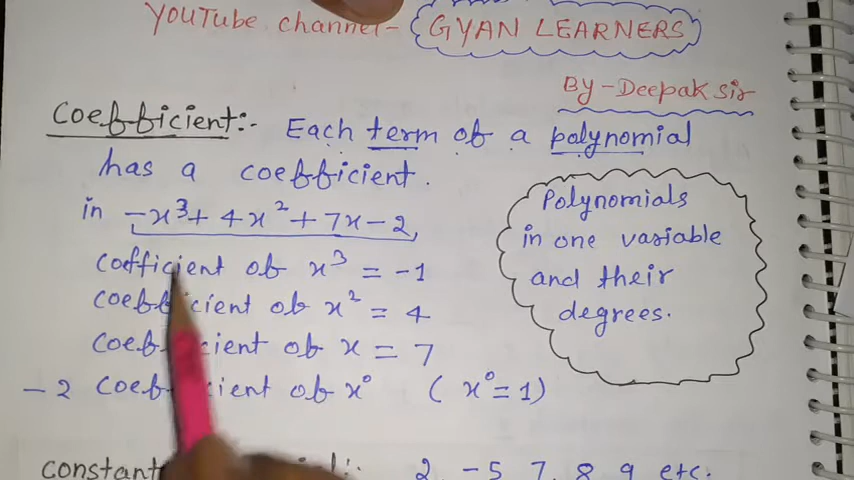 YouTube channel- GYAN LEARNERS
By-Deepak sir
Coefficient:- Each term of a polynomial
has a coefficient.
in -x³+ 4x²+7x-2,
Cofficient of x³ = -1
Coefficient of x² = 4
Coefficient of x = 7
-2 Coefficient of x⁰ (x⁰=1)
Polynomials
in one variable
and their
degrees.
constant 2, -5, 7, 8, 9 etc.